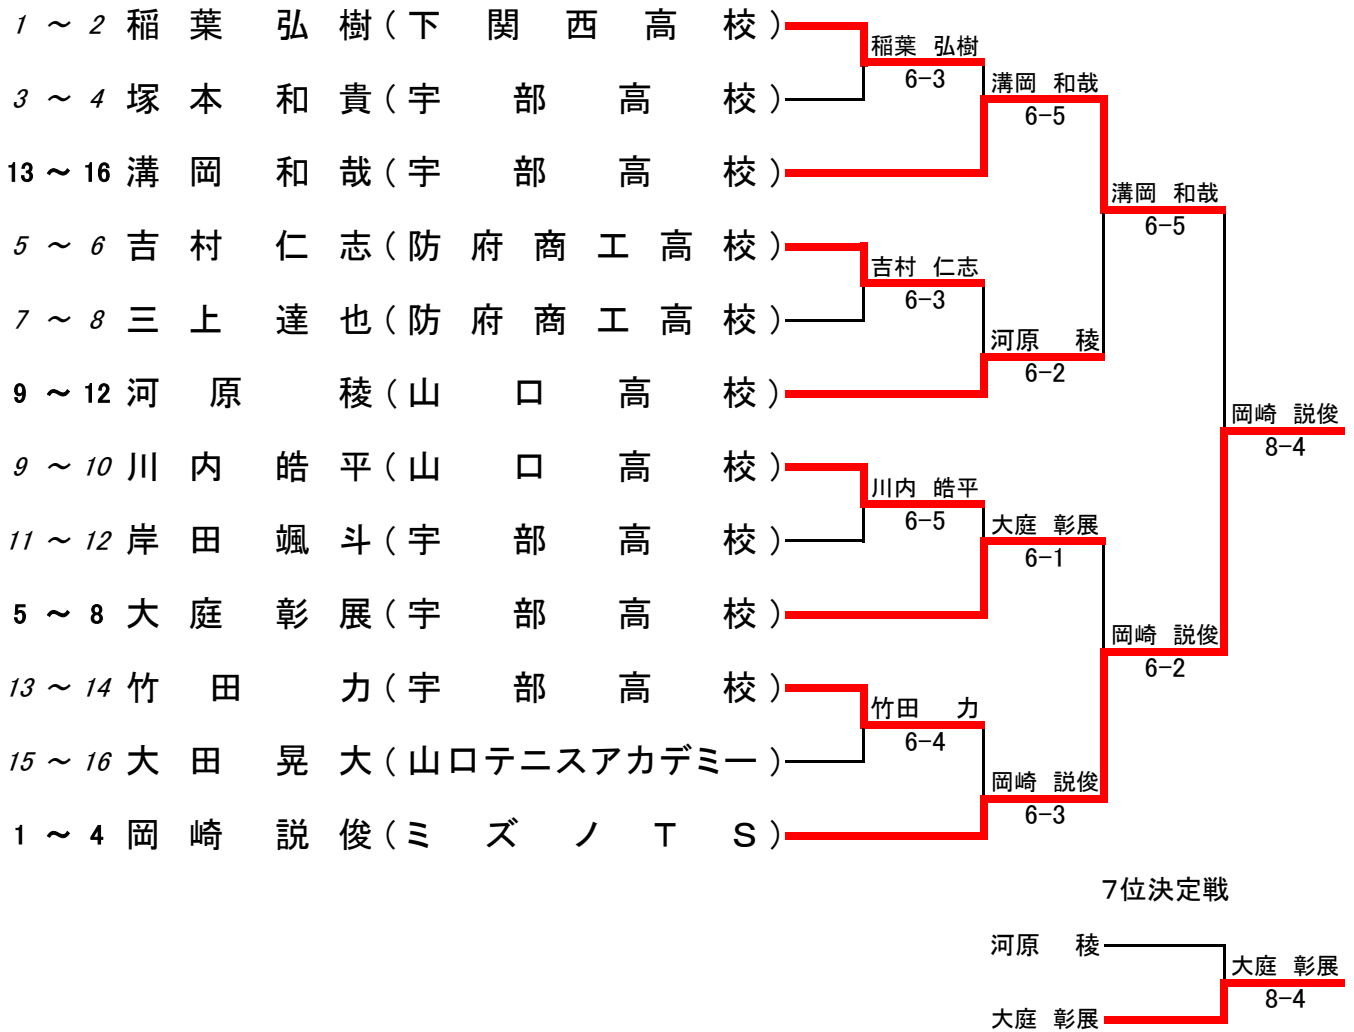 1 ～ 2 稲葉 弘樹(下関西高校)
稲葉 弘樹
6-3
3 ～ 4 塚本 和貴(宇部高校)
溝岡 和哉
6-5
13 ～ 16 溝岡 和哉(宇部高校)
溝岡 和哉
6-5
5 ～ 6 吉村 仁志(防府商工高校)
吉村 仁志
6-3
7 ～ 8 三上 達也(防府商工高校)
河原 稜
6-2
9 ～ 12 河原 稜(山口高校)
岡崎 説俊
8-4
9 ～ 10 川内 皓平(山口高校)
川内 皓平
6-5
11 ～ 12 岸田 颯斗(宇部高校)
大庭 彰展
6-1
5 ～ 8 大庭 彰展(宇部高校)
岡崎 説俊
6-2
13 ～ 14 竹田 力(宇部高校)
竹田 力
6-4
15 ～ 16 大田 晃大(山口テニスアカデミー)
岡崎 説俊
6-3
1 ～ 4 岡崎 説俊(ミズノTS)
7位決定戦
河原 稜
大庭 彰展
8-4
大庭 彰展